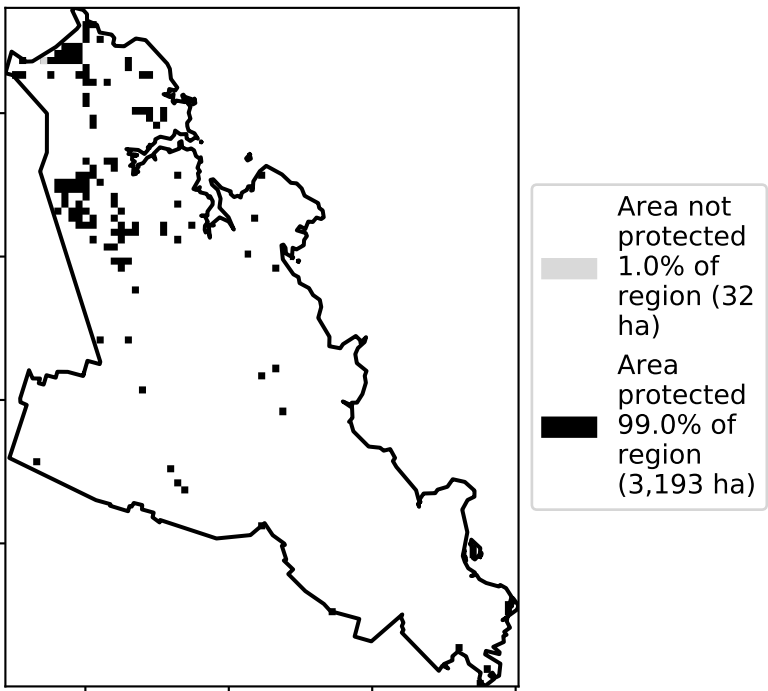 Area not
protected
1.0% of
region (32
ha)
Area
protected
99.0% of
region
(3,193 ha)